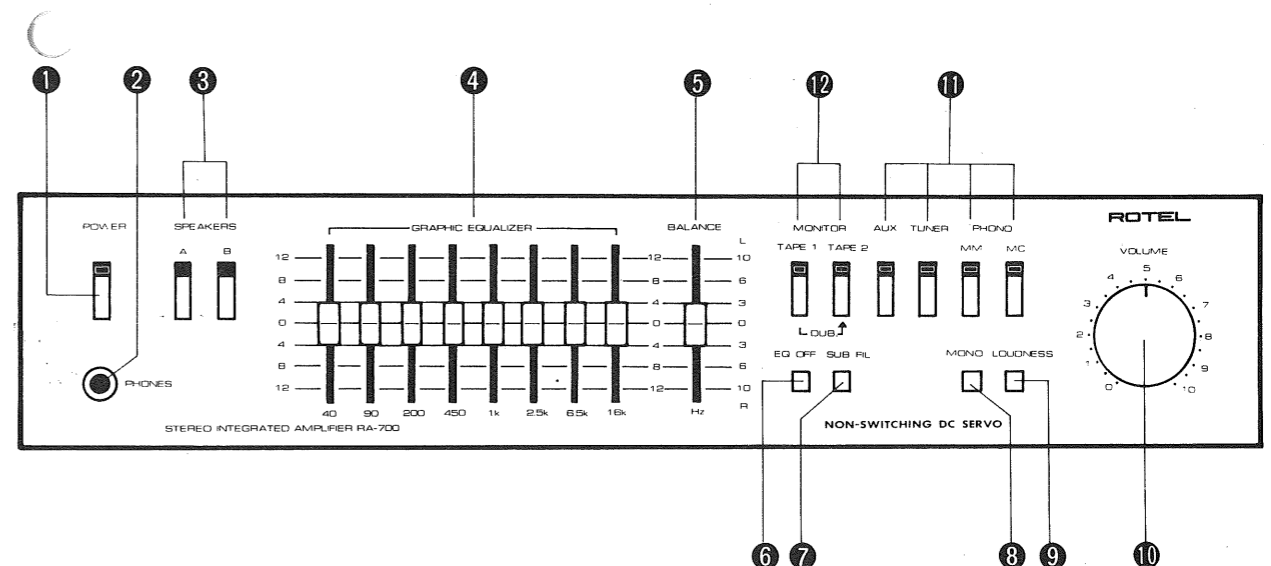 1 2 3 4 5 12 11
ROTEL
POWER SPEAKERS GRAPHIC EQUALIZER BALANCE MONITOR AUX TUNER PHONO
A B L TAPE 1 TAPE 2 MM MC VOLUME
12 12 10
8 8 6
4 4 3
0 0 0
4 4 3
8 8 6
12 12 10
40 90 200 450 1k 2.5k 6.5k 16k Hz R
DUB.
EQ OFF SUB FIL MONO LOUDNESS
0 1 2 3 4 5 6 7 8 9 10
PHONES
STEREO INTEGRATED AMPLIFIER RA-700
NON-SWITCHING DC SERVO
6 7 8 9 10